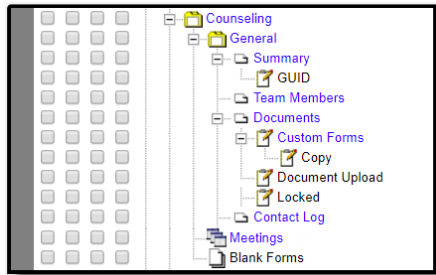 Counseling
General
Summary
GUID
Team Members
Documents
Custom Forms
Copy
Document Upload
Locked
Contact Log
Meetings
Blank Forms